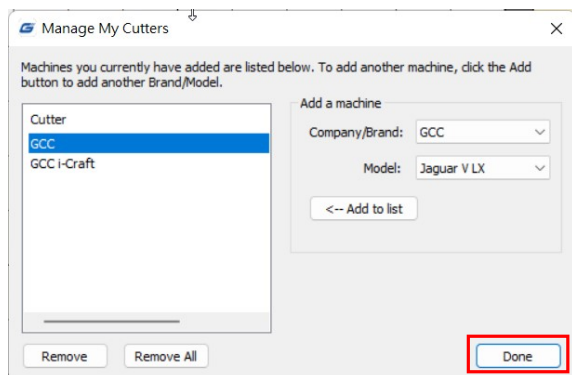 Manage My Cutters
Machines you currently have added are listed below. To add another machine, click the Add
button to add another Brand/Model.
Cutter
GCC
GCC i-Craft
Add a machine
Company/Brand: GCC
Model: Jaguar V LX
<-- Add to list
Remove Remove All Done